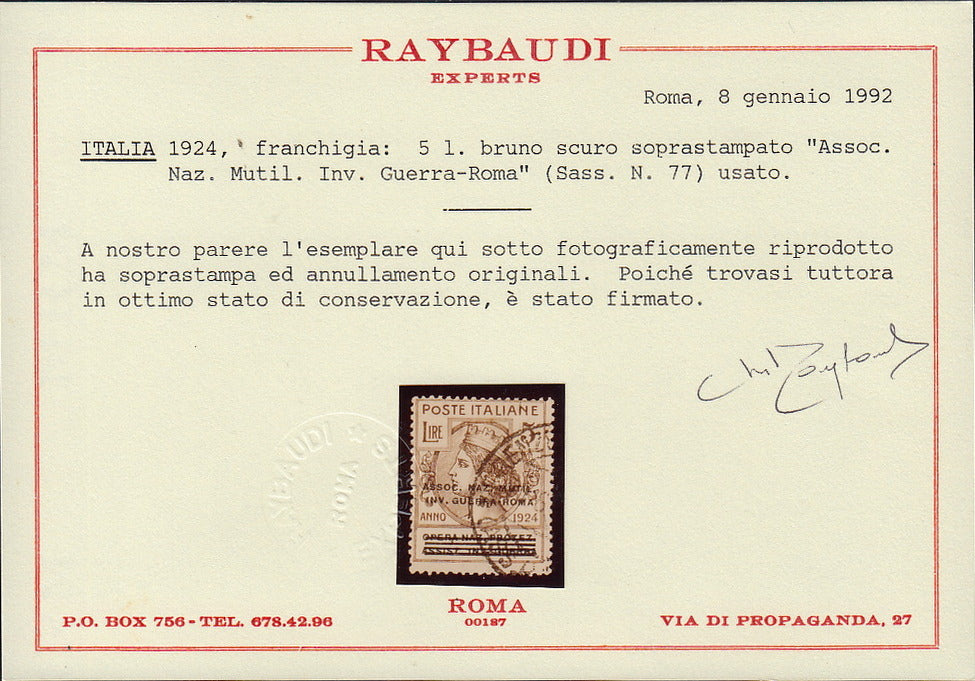 RAYBAUDI
EXPERTS
Roma, 8 gennaio 1992
ITALIA 1924, franchigia: 5 l. bruno scuro soprastampato "Assoc.
Naz. Mutil. Inv. Guerra-Roma" (Sass. N. 77) usato.
A nostro parere l'esemplare qui sotto fotograficamente riprodotto
ha soprastampa ed annullamento originali. Poiché trovasi tuttora
in ottimo stato di conservazione, è stato firmato.
POSTE ITALIANE
LIRE
ASSOC. NAZ. MUTIL.
INV. GUERRA-ROMA
ANNO 1924
OPERA NAZ. PROTEZ.
RAYBAUDI
ROMA
ROMA
00187
P.O. BOX 756 - TEL. 678.42.96
VIA DI PROPAGANDA, 27